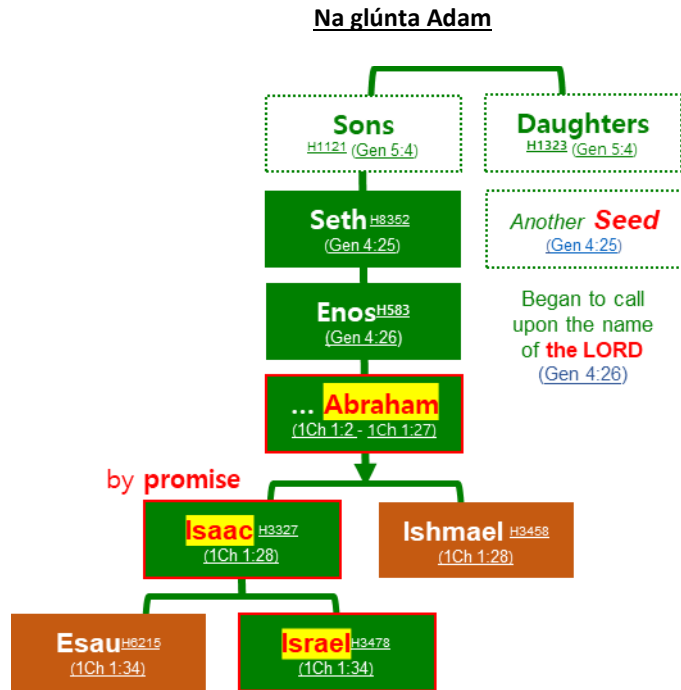 Na glúnta Adam
Sons
H1121 (Gen 5:4)
Daughters
H1323 (Gen 5:4)
Seth H8352
(Gen 4:25)
Another Seed
(Gen 4:25)
Enos H583
(Gen 4:26)
Began to call
upon the name
of the LORD
(Gen 4:26)
... Abraham
(1Ch 1:2 - 1Ch 1:27)
by promise
Isaac H3327
(1Ch 1:28)
Ishmael H3458
(1Ch 1:28)
Esau H6215
(1Ch 1:34)
Israel H3478
(1Ch 1:34)